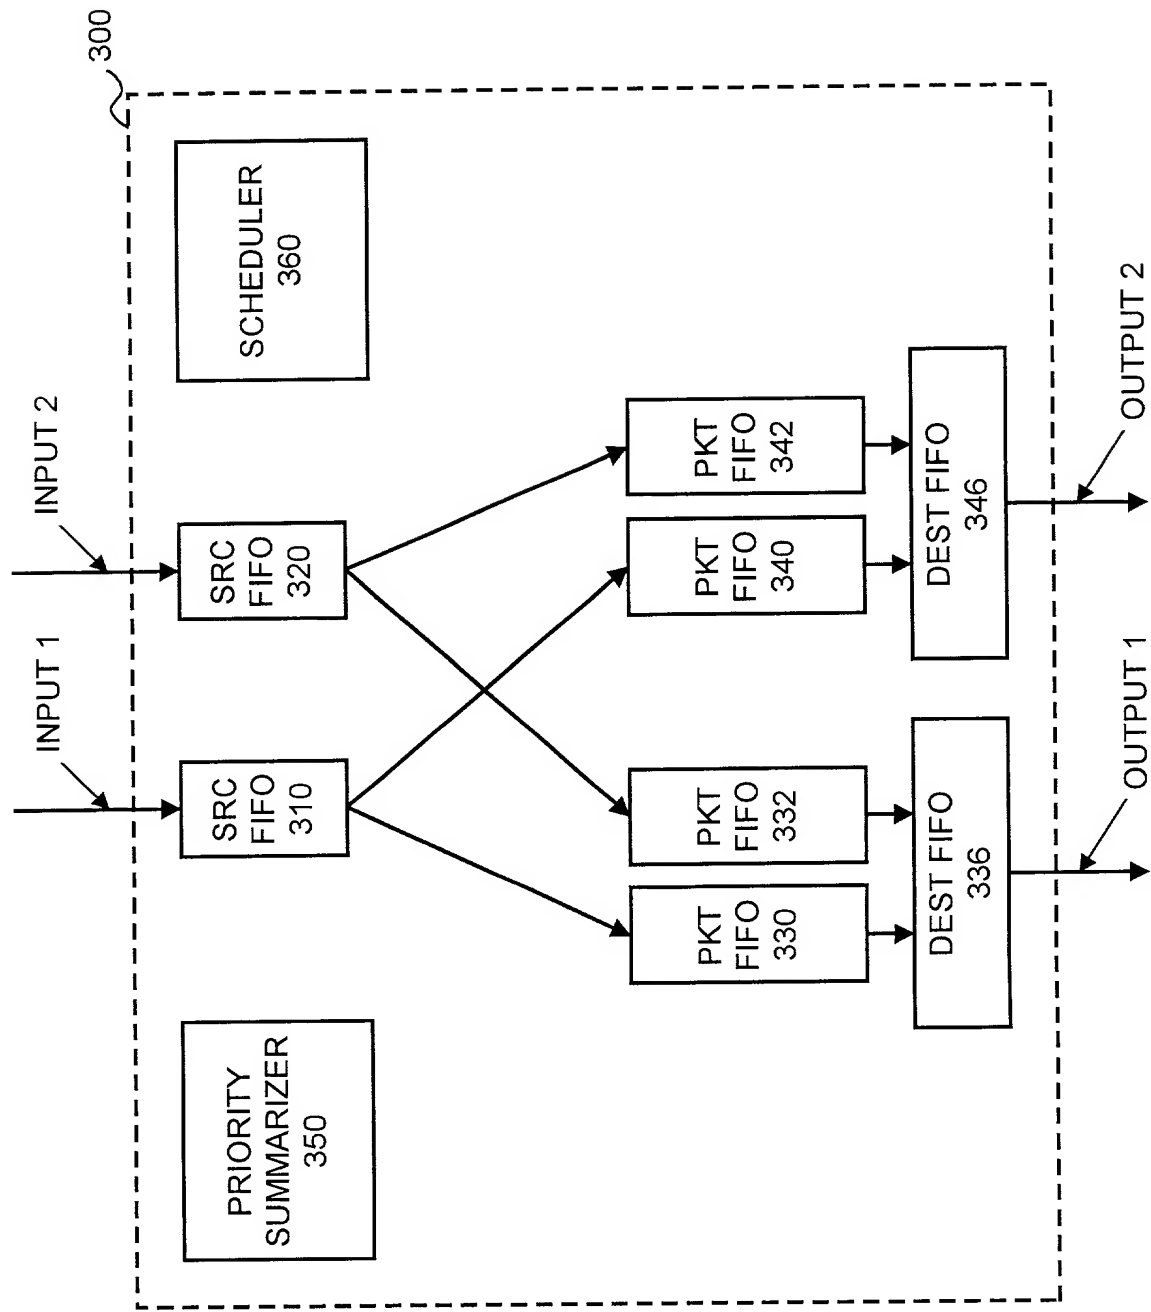 300
PRIORITY
SUMMARIZER
350
SCHEDULER
360
INPUT 1
INPUT 2
SRC
FIFO
310
SRC
FIFO
320
PKT
FIFO
330
PKT
FIFO
332
PKT
FIFO
340
PKT
FIFO
342
DEST FIFO
336
DEST FIFO
346
OUTPUT 1
OUTPUT 2